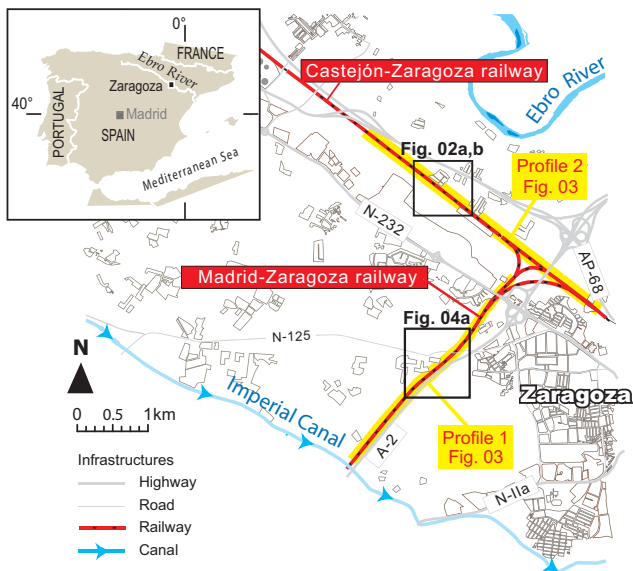 0°
FRANCE
Ebro River
Zaragoza
40°
Madrid
PORTUGAL
SPAIN
Mediterranean Sea
0°
Castejón-Zaragoza railway
Ebro River
Fig. 02a,b
Profile 2
Fig. 03
N-232
AP-68
Madrid-Zaragoza railway
Fig. 04a
N-125
N
Imperial Canal
Zaragoza
0 0.5 1km
A-2
Profile 1
Fig. 03
N-IIa
Infrastructures
Highway
Road
Railway
Canal